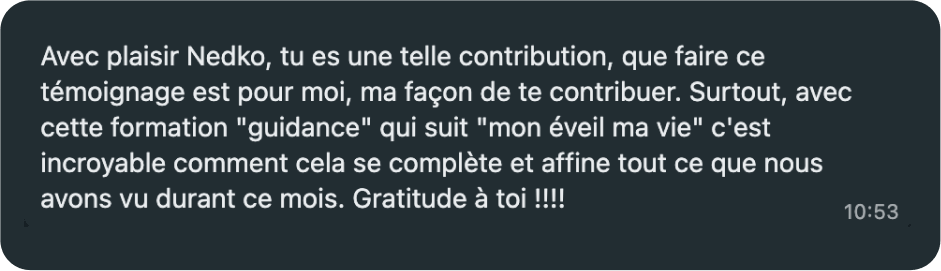 Avec plaisir Nedko, tu es une telle contribution, que faire ce
témoignage est pour moi, ma façon de te contribuer. Surtout, avec
cette formation "guidance" qui suit "mon éveil ma vie" c'est
incroyable comment cela se complète et affine tout ce que nous
avons vu durant ce mois. Gratitude à toi !!!!
10:53